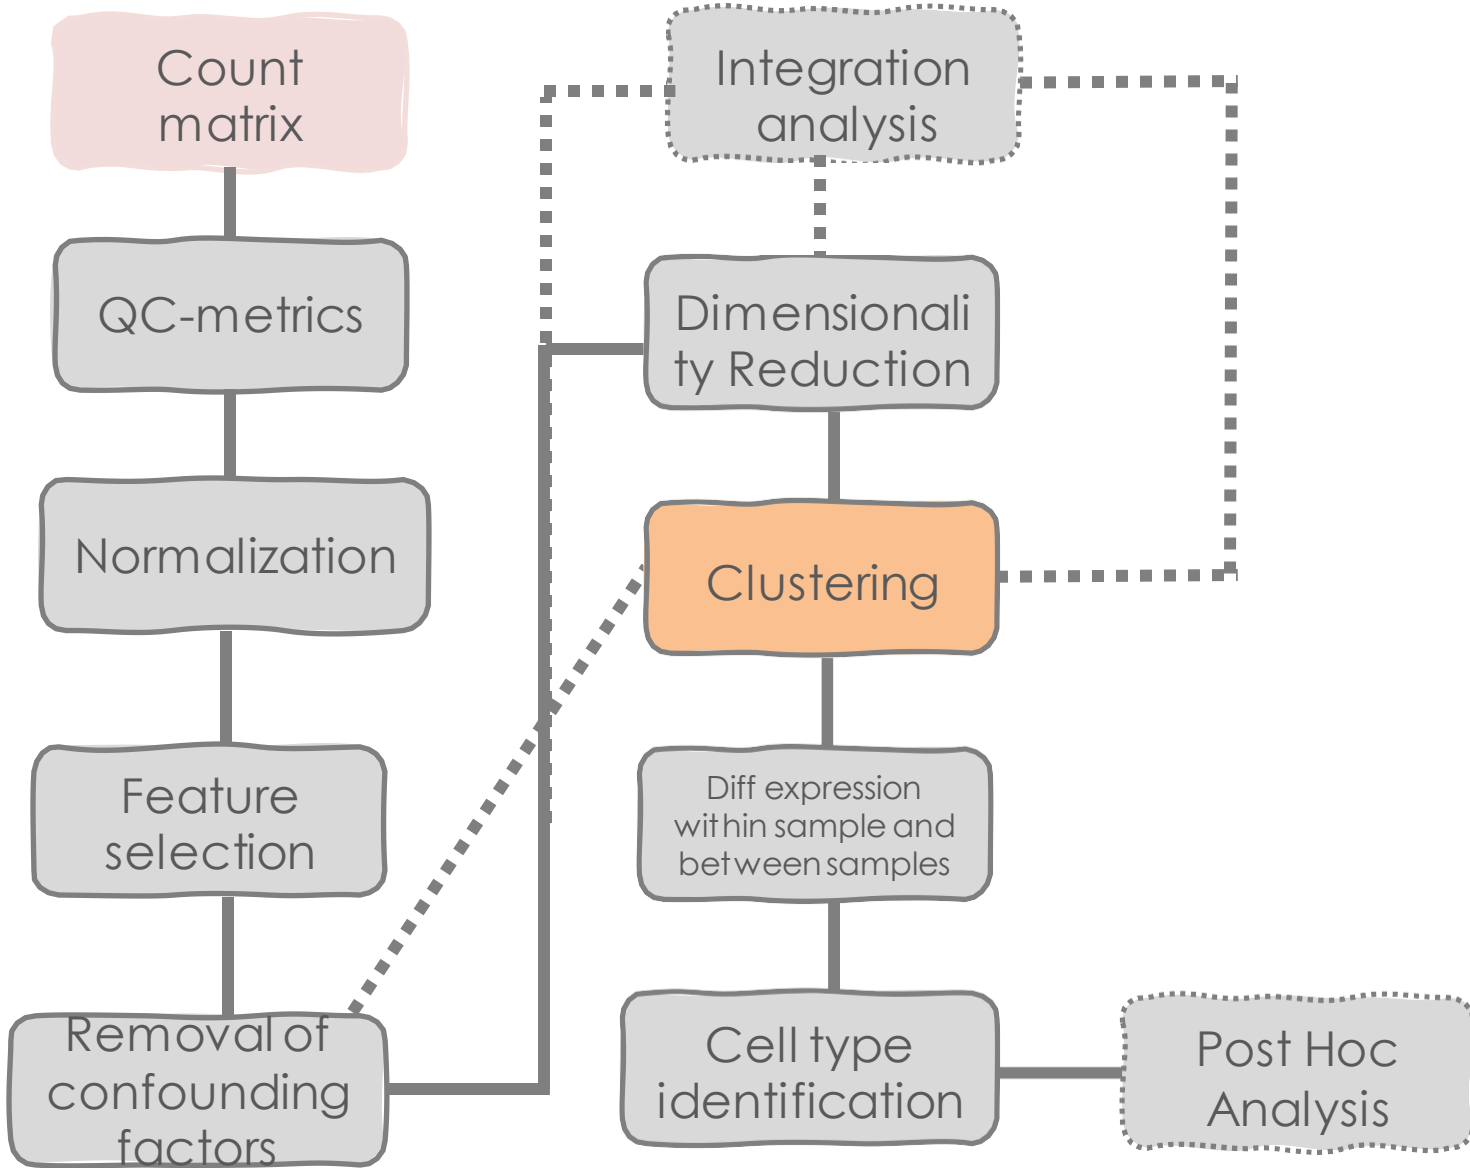 Count
matrix
QC-metrics
Normalization
Feature
selection
Removal of
confounding
factors
Integration
analysis
Dimensionali
ty Reduction
Clustering
Diff expression
within sample and
between samples
Cell type
identification
Post Hoc
Analysis